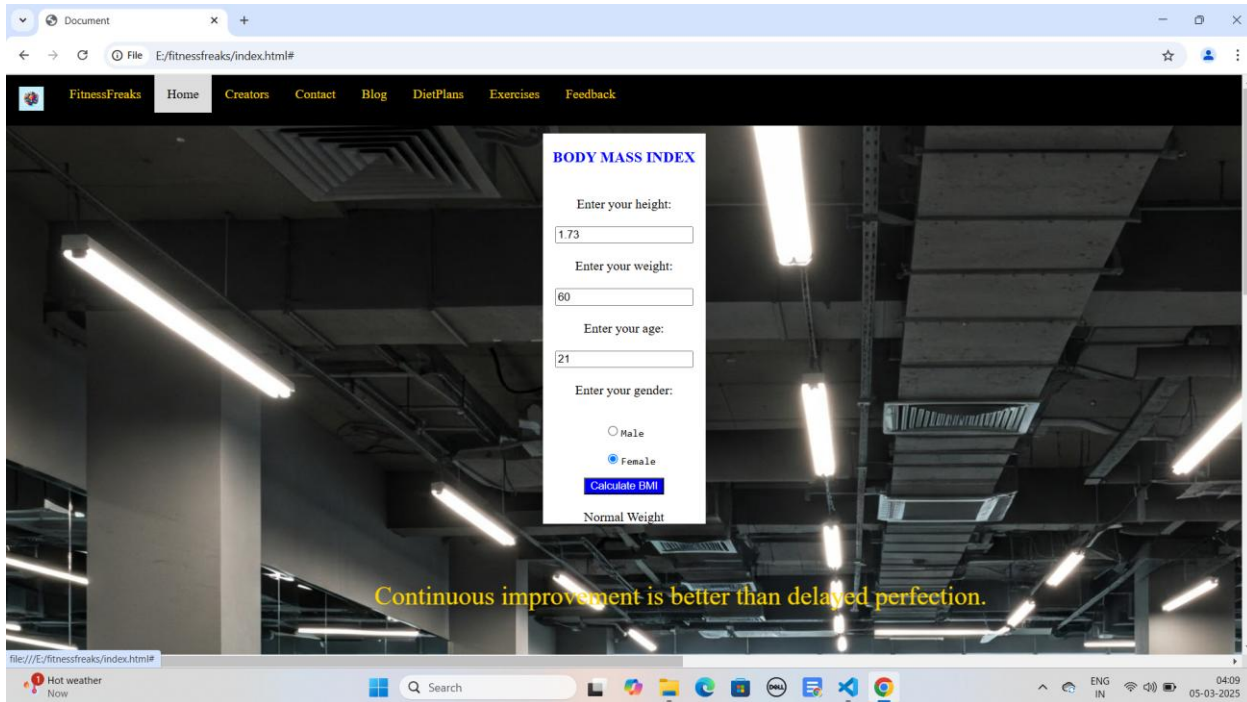 Document
File E:/fitnessfreaks/index.html#
FitnessFreaks Home Creators Contact Blog DietPlans Exercises Feedback
BODY MASS INDEX
Enter your height:
1.73
Enter your weight:
60
Enter your age:
21
Enter your gender:
Male
Female
Calculate BMI
Normal Weight
Continuous improvement is better than delayed perfection.
file:///E:/fitnessfreaks/index.html#
1
Hot weather
Now
Search
DELL
ENG
IN
04:09
05-03-2025